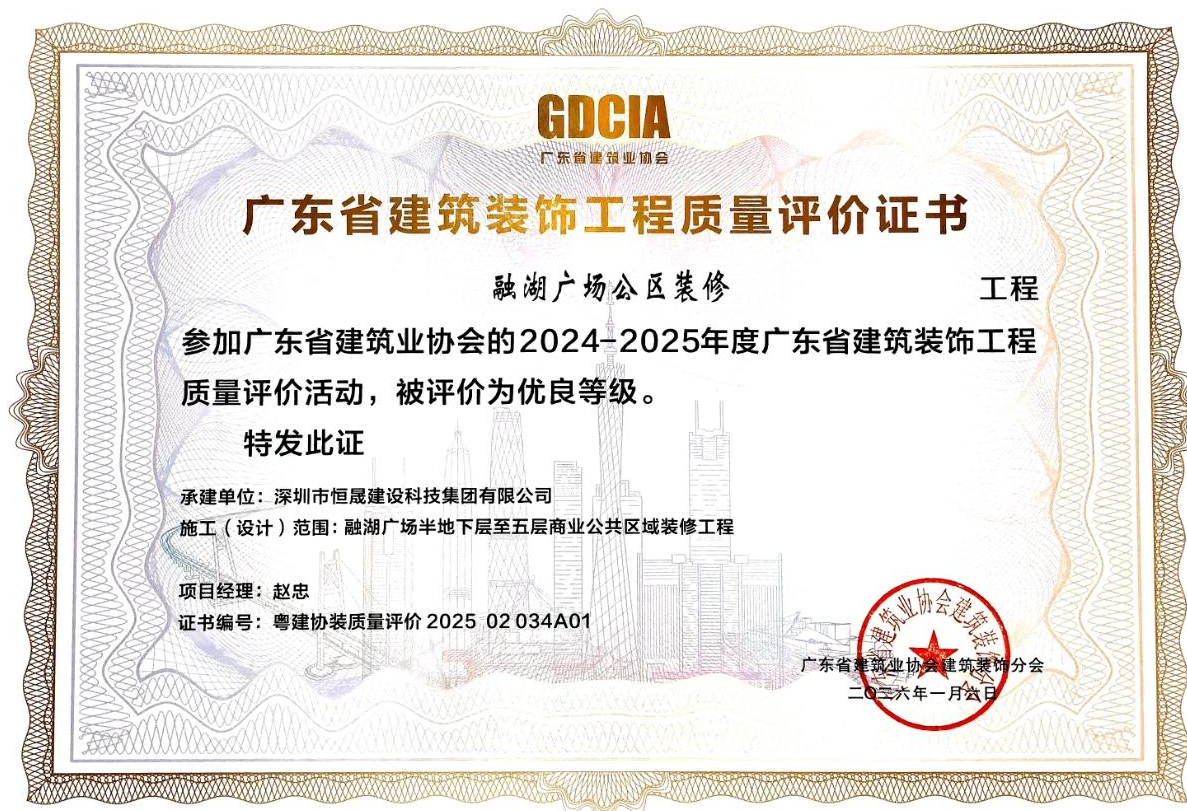 GDCIA
广东省建筑业协会
广东省建筑装饰工程质量评价证书
融湖广场公区装修 工程
参加广东省建筑业协会的2024-2025年度广东省建筑装饰工程
质量评价活动，被评价为优良等级。
特发此证
承建单位：深圳市恒晟建设科技集团有限公司
施工（设计）范围：融湖广场半地下层至五层商业公共区域装修工程
项目经理：赵忠
证书编号：粤建协装质量评价 2025 02 034A01
广东省建筑业协会建筑装饰分会
二〇二六年一月六日